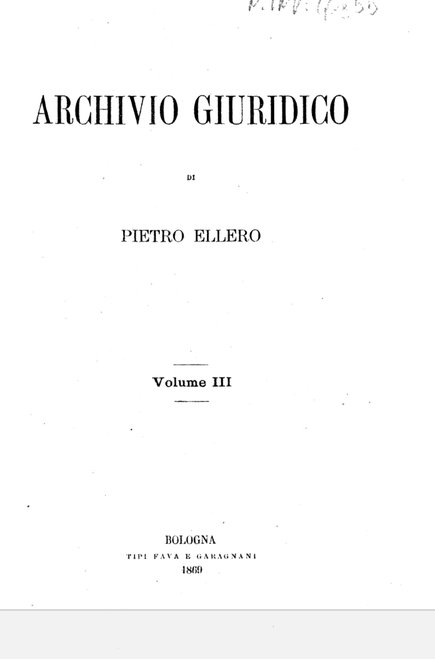 ARCHIVIO GIURIDICO
DI
PIETRO ELLERO
Volume III
BOLOGNA
TIPI FAVA E GARAGNANI
1869